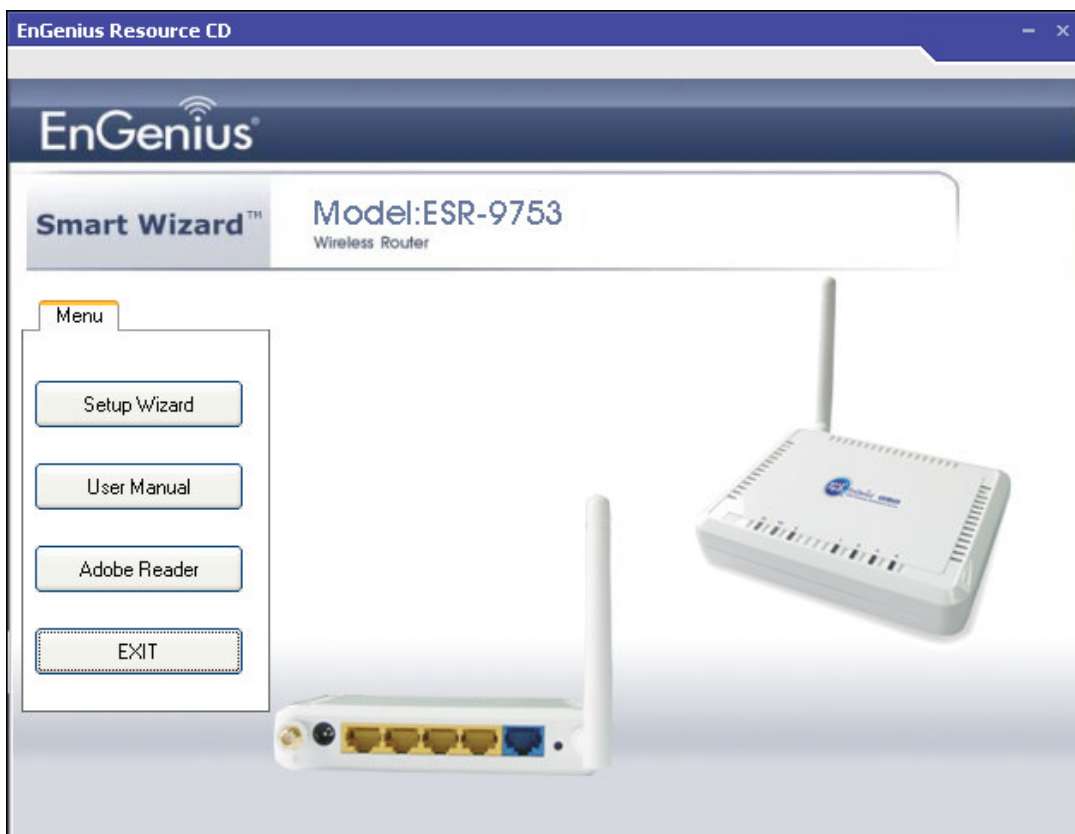 EnGenius Resource CD
EnGenius®
Smart Wizard™
Model:ESR-9753
Wireless Router
Menu
Setup Wizard
User Manual
Adobe Reader
EXIT